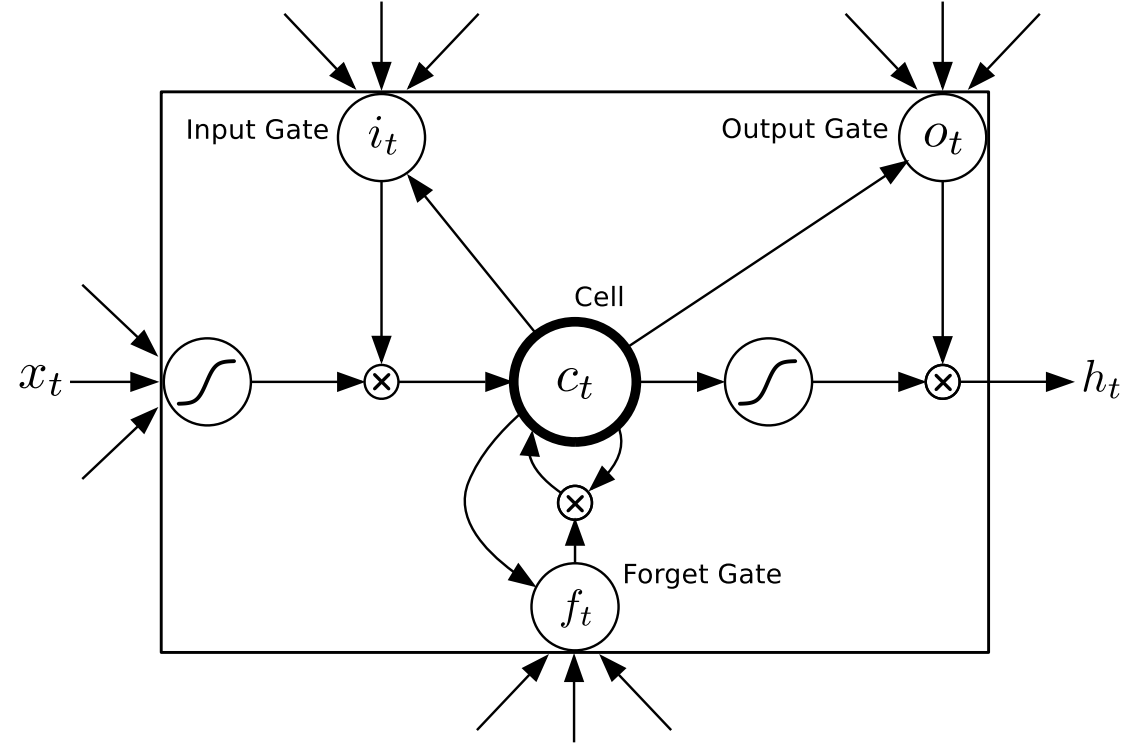 Input Gate
i_t
Output Gate
o_t
Cell
x_t
c_t
h_t
Forget Gate
f_t